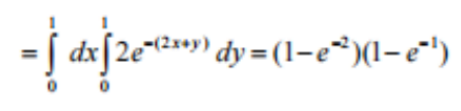 = ∫₀¹ dx ∫₀¹ 2e^{-(2x+y)} dy = (1 − e^{-2})(1 − e^{-1})